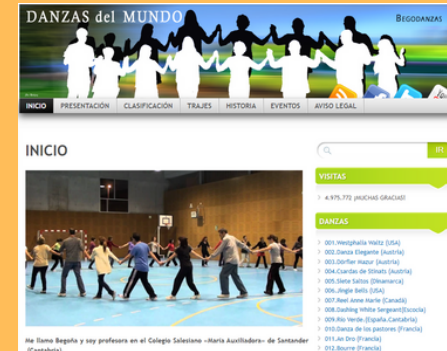 DANZAS del MUNDO
BEGODANZAS
INICIO PRESENTACIÓN CLASIFICACIÓN TRAJES HISTORIA EVENTOS AVISO LEGAL
INICIO
IR
VISITAS
4.975.772 ¡MUCHAS GRACIAS!
DANZAS
001.Westphalia Waltz (USA)
002.Danza Elegante (Austria)
003.Dörfler Mazur (Austria)
004.Cuardas de Stinats (Austria)
005.Siete Saltos (Dinamarca)
006.Jingle Bells (USA)
007.Reel Anne Marie (Canadá)
008.Dashing White Sergeant(Escocia)
009.Río Verde.(España.Cantabria)
010.Danza de los pastores (Francia)
011.An Dro (Francia)
012.Bourre (Francia)
Me llamo Begoña y soy profesora en el Colegio Salesiano «María Auxiliadora» de Santander
(Cantabria)